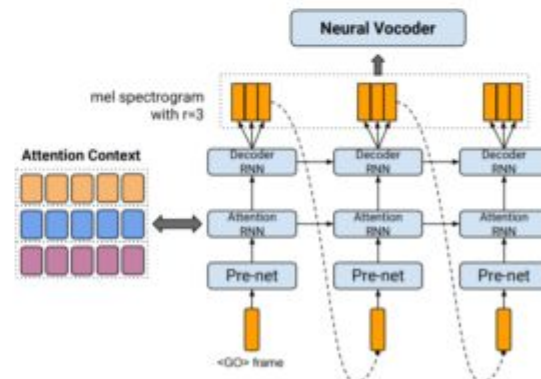 Neural Vocoder
mel spectrogram
with r=3
Attention Context
Decoder
RNN
Decoder
RNN
Decoder
RNN
Attention
RNN
Attention
RNN
Attention
RNN
Pre-net
Pre-net
Pre-net
<GO> frame